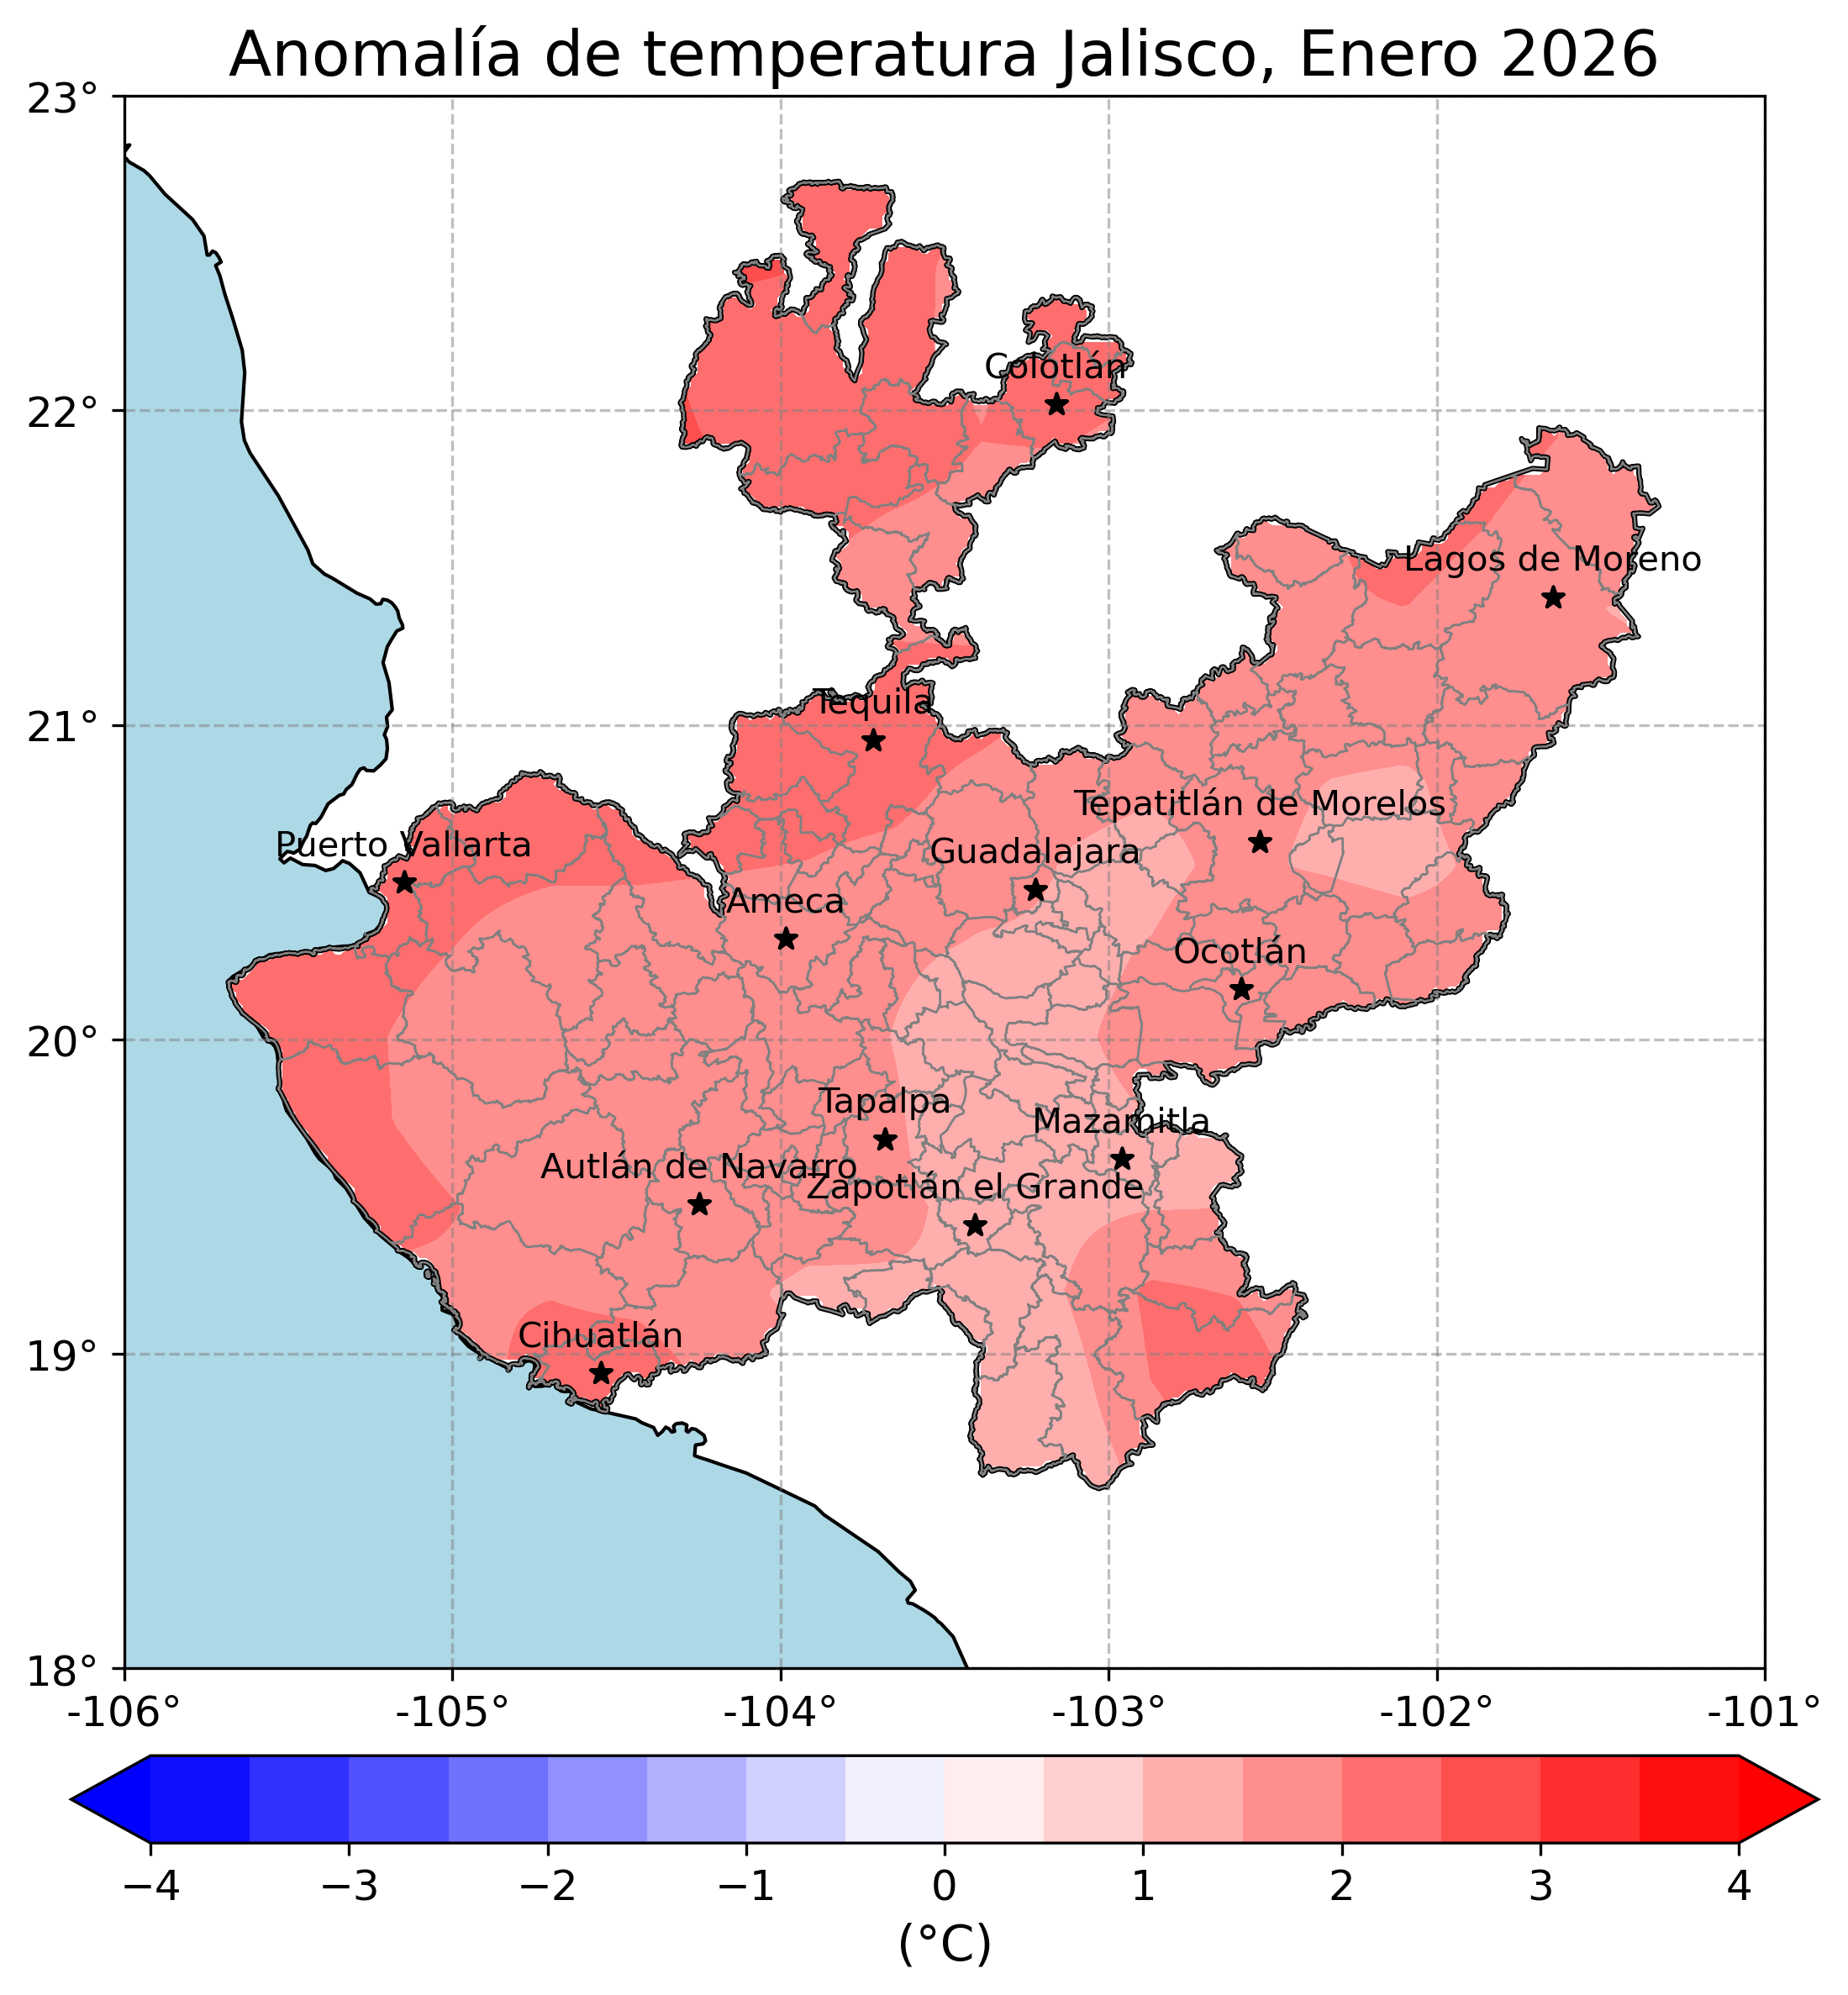 Anomalía de temperatura Jalisco, Enero 2026
23°
22°
21°
20°
19°
18°
Colotlán
Lagos de Moreno
Tequila
Tepatitlán de Morelos
Puerto Vallarta
Guadalajara
Ameca
Ocotlán
Tapalpa
Mazamitla
Autlán de Navarro
Zapotlán el Grande
Cihuatlán
-106° -105° -104° -103° -102° -101°
−4 −3 −2 −1 0 1 2 3 4
(°C)